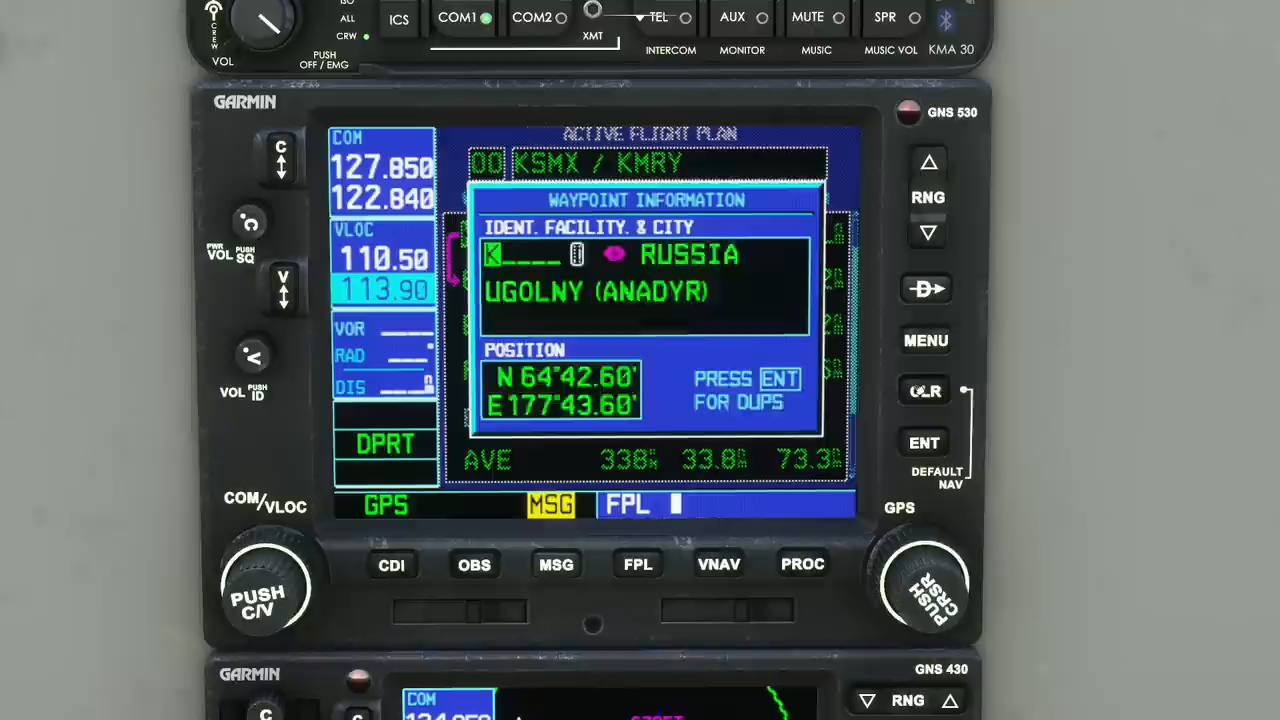 ISO
ALL
CRW
CREW
VOL
PUSH
OFF / EMG
ICS
COM1
COM2
XMT
TEL
INTERCOM
AUX
MONITOR
MUTE
MUSIC
SPR
MUSIC VOL
KMA 30
GARMIN
GNS 530
COM
127.850
122.840
VLOC
110.50
113.90
VOR ____
RAD ___°
DIS
DPRT
ACTIVE FLIGHT PLAN
00 KSMX / KMRY
WAYPOINT INFORMATION
IDENT, FACILITY, & CITY
K____ RUSSIA
UGOLNY (ANADYR)
POSITION
N 64°42.60'
E 177°43.60'
PRESS ENT
FOR DUPS
AVE 338 33.8 73.3
GPS MSG FPL
C
PWR
VOL
PUSH
SQ
V
VOL PUSH
ID
COM/VLOC
PUSH
C/V
RNG
D
MENU
CLR
ENT
DEFAULT
NAV
GPS
PUSH
CRSR
CDI OBS MSG FPL VNAV PROC
GARMIN
GNS 430
C
C
COM
RNG